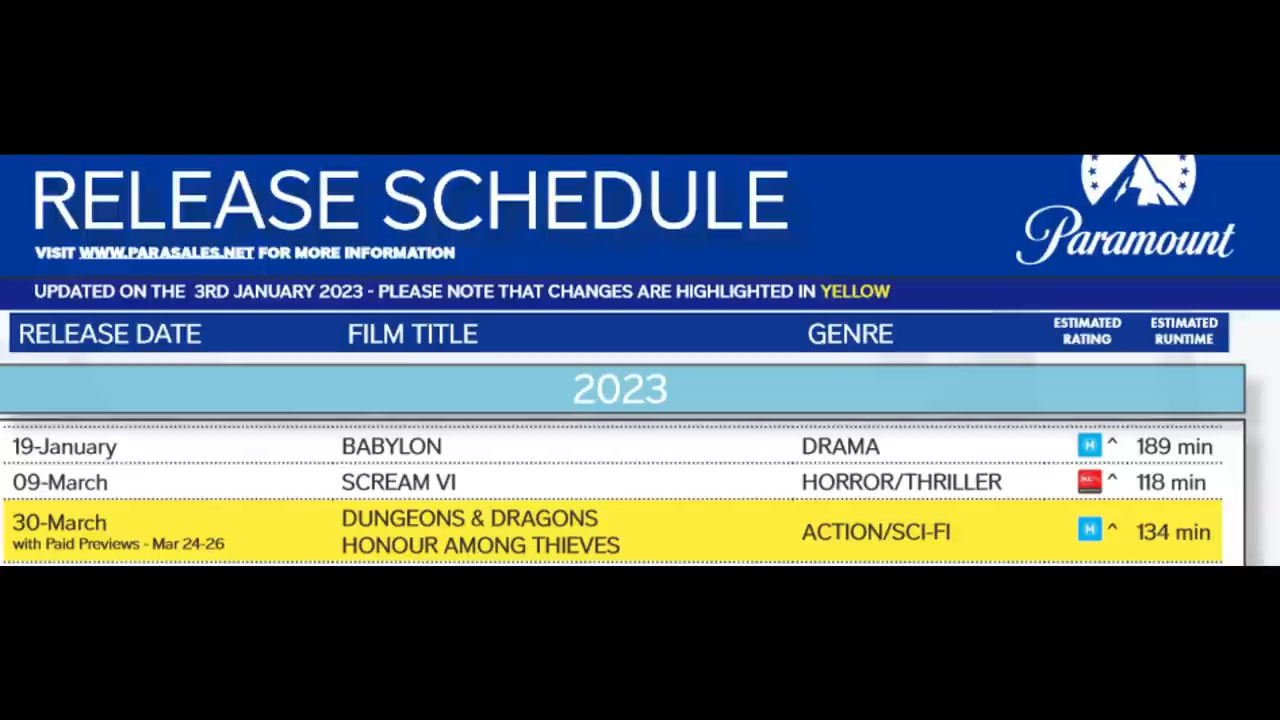 RELEASE SCHEDULE
VISIT WWW.PARASALES.NET FOR MORE INFORMATION
Paramount
UPDATED ON THE 3RD JANUARY 2023 - PLEASE NOTE THAT CHANGES ARE HIGHLIGHTED IN YELLOW
RELEASE DATE FILM TITLE GENRE ESTIMATED RATING ESTIMATED RUNTIME
2023
19-January BABYLON DRAMA M ^ 189 min
09-March SCREAM VI HORROR/THRILLER ^ 118 min
30-March
with Paid Previews - Mar 24-26
DUNGEONS & DRAGONS
HONOUR AMONG THIEVES
ACTION/SCI-FI M ^ 134 min